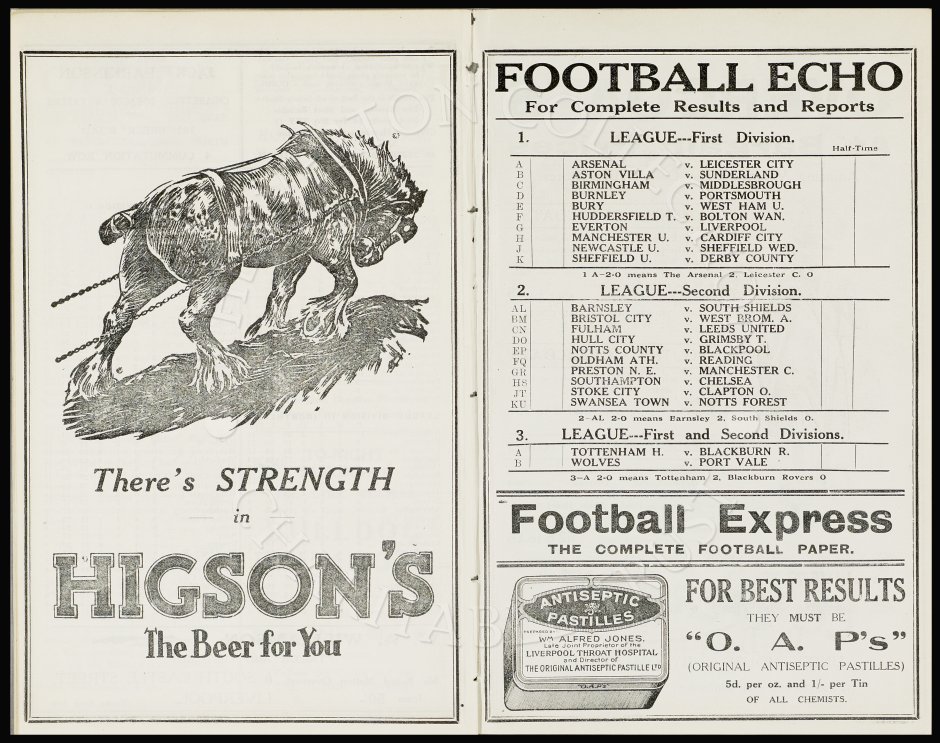 There's STRENGTH
in
HIGSON'S
The Beer for You
FOOTBALL ECHO
For Complete Results and Reports
1. LEAGUE---First Division.
Half-Time
A ARSENAL v. LEICESTER CITY
B ASTON VILLA v. SUNDERLAND
C BIRMINGHAM v. MIDDLESBROUGH
D BURNLEY v. PORTSMOUTH
E BURY v. WEST HAM U.
F HUDDERSFIELD T. v. BOLTON WAN.
G EVERTON v. LIVERPOOL
H MANCHESTER U. v. CARDIFF CITY
J NEWCASTLE U. v. SHEFFIELD WED.
K SHEFFIELD U. v. DERBY COUNTY
1 A-2-0 means The Arsenal 2, Leicester C. 0
2. LEAGUE---Second Division.
AL BARNSLEY v. SOUTH SHIELDS
BM BRISTOL CITY v. WEST BROM. A.
CN FULHAM v. LEEDS UNITED
DO HULL CITY v. GRIMSBY T.
EP NOTTS COUNTY v. BLACKPOOL
FQ OLDHAM ATH. v. READING
GR PRESTON N. E. v. MANCHESTER C.
HS SOUTHAMPTON v. CHELSEA
JT STOKE CITY v. CLAPTON O.
KU SWANSEA TOWN v. NOTTS FOREST
2-AL 2-0 means Barnsley 2, South Shields 0.
3. LEAGUE---First and Second Divisions.
A TOTTENHAM H. v. BLACKBURN R.
B WOLVES v. PORT VALE
3-A 2-0 means Tottenham 2, Blackburn Rovers 0
Football Express
THE COMPLETE FOOTBALL PAPER.
ANTISEPTIC
PASTILLES
PREPARED BY
WM ALFRED JONES.
Late Joint Proprietor of the
LIVERPOOL THROAT HOSPITAL
and Director of
THE ORIGINAL ANTISEPTIC PASTILLE LTD
"O.A.P's"
FOR BEST RESULTS
THEY MUST BE
"O. A. P's"
(ORIGINAL ANTISEPTIC PASTILLES)
5d. per oz. and 1/- per Tin
OF ALL CHEMISTS.